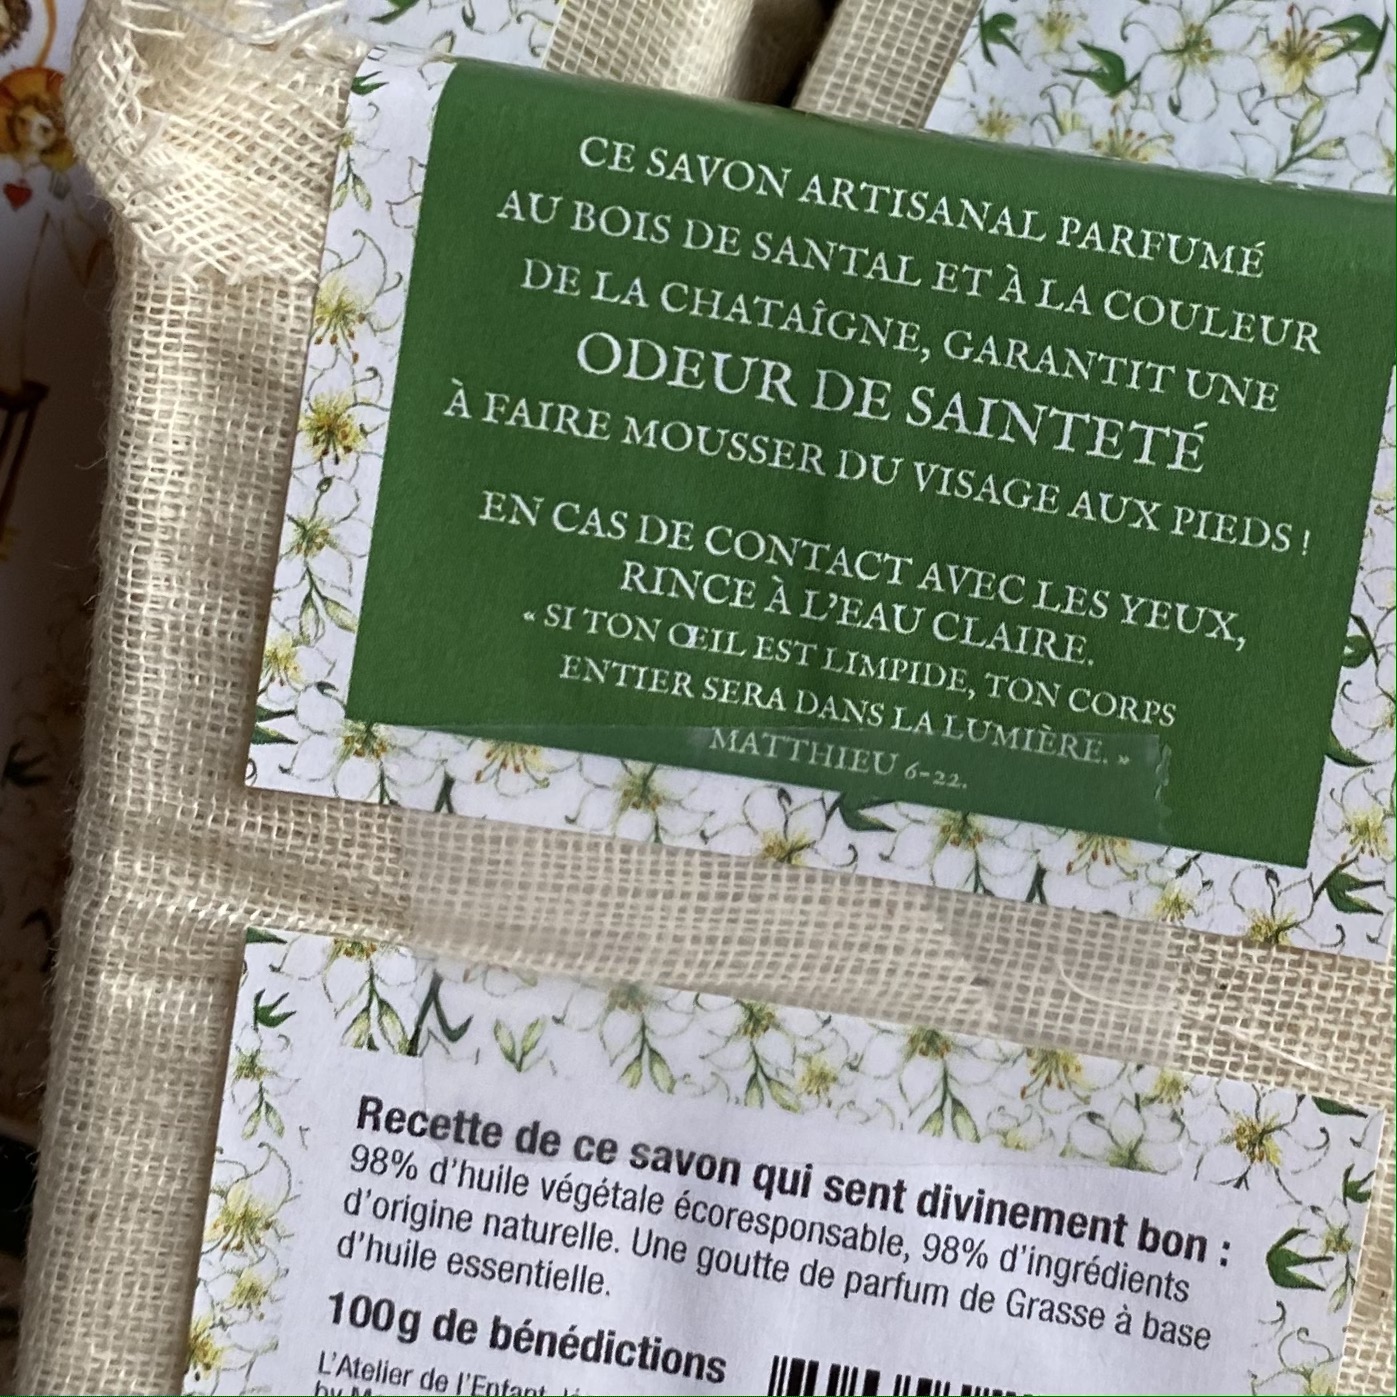 CE SAVON ARTISANAL PARFUMÉ
AU BOIS DE SANTAL ET À LA COULEUR
DE LA CHATAÎGNE, GARANTIT UNE
ODEUR DE SAINTETÉ
À FAIRE MOUSSER DU VISAGE AUX PIEDS !
EN CAS DE CONTACT AVEC LES YEUX,
RINCE À L'EAU CLAIRE.
« SI TON ŒIL EST LIMPIDE, TON CORPS
ENTIER SERA DANS LA LUMIÈRE. »
MATTHIEU 6-22.
Recette de ce savon qui sent divinement bon :
98% d'huile végétale écoresponsable, 98% d'ingrédients
d'origine naturelle. Une goutte de parfum de Grasse à base
d'huile essentielle.
100g de bénédictions
L'Atelier de l'Enfant
by